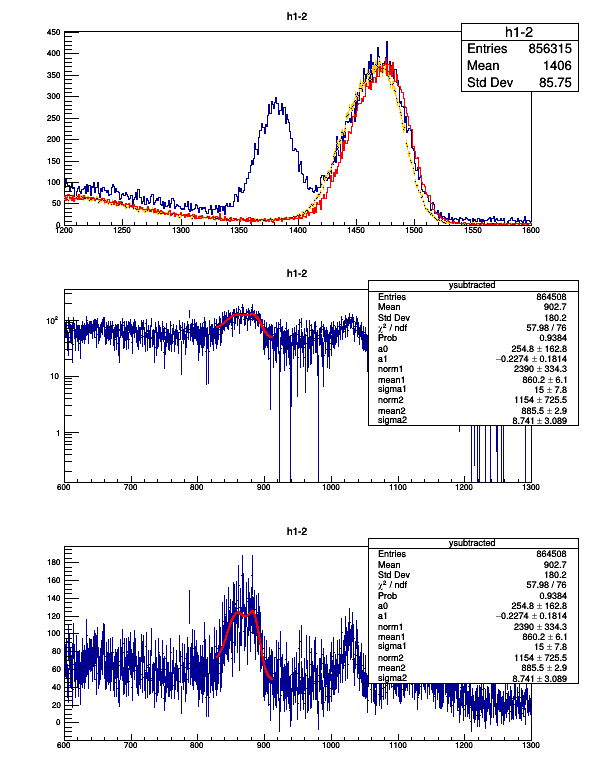 h1-2
h1-2
Entries 856315
Mean 1406
Std Dev 85.75
450
400
350
300
250
200
150
100
50
0
1200 1250 1300 1350 1400 1450 1500 1550 1600
h1-2
ysubtracted
Entries 864508
Mean 902.7
Std Dev 180.2
χ² / ndf 57.98 / 76
Prob 0.9384
a0 254.8 ± 162.8
a1 −0.2274 ± 0.1814
norm1 2390 ± 334.3
mean1 860.2 ± 6.1
sigma1 15 ± 7.8
norm2 1154 ± 725.5
mean2 885.5 ± 2.9
sigma2 8.741 ± 3.089
10²
10
1
600 700 800 900 1000 1100 1200 1300
h1-2
ysubtracted
Entries 864508
Mean 902.7
Std Dev 180.2
χ² / ndf 57.98 / 76
Prob 0.9384
a0 254.8 ± 162.8
a1 −0.2274 ± 0.1814
norm1 2390 ± 334.3
mean1 860.2 ± 6.1
sigma1 15 ± 7.8
norm2 1154 ± 725.5
mean2 885.5 ± 2.9
sigma2 8.741 ± 3.089
180
160
140
120
100
80
60
40
20
0
600 700 800 900 1000 1100 1200 1300